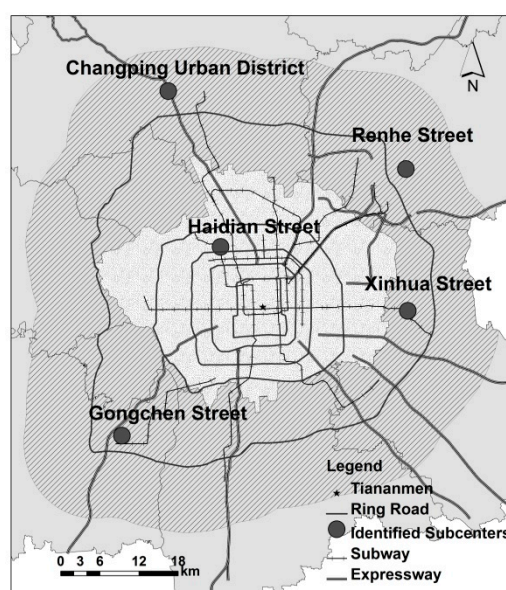 Changping Urban District
N
Renhe Street
Haidian Street
Xinhua Street
Gongchen Street
Legend
Tiananmen
Ring Road
Identified Subcenters
Subway
Expressway
0 3 6 12 18
km